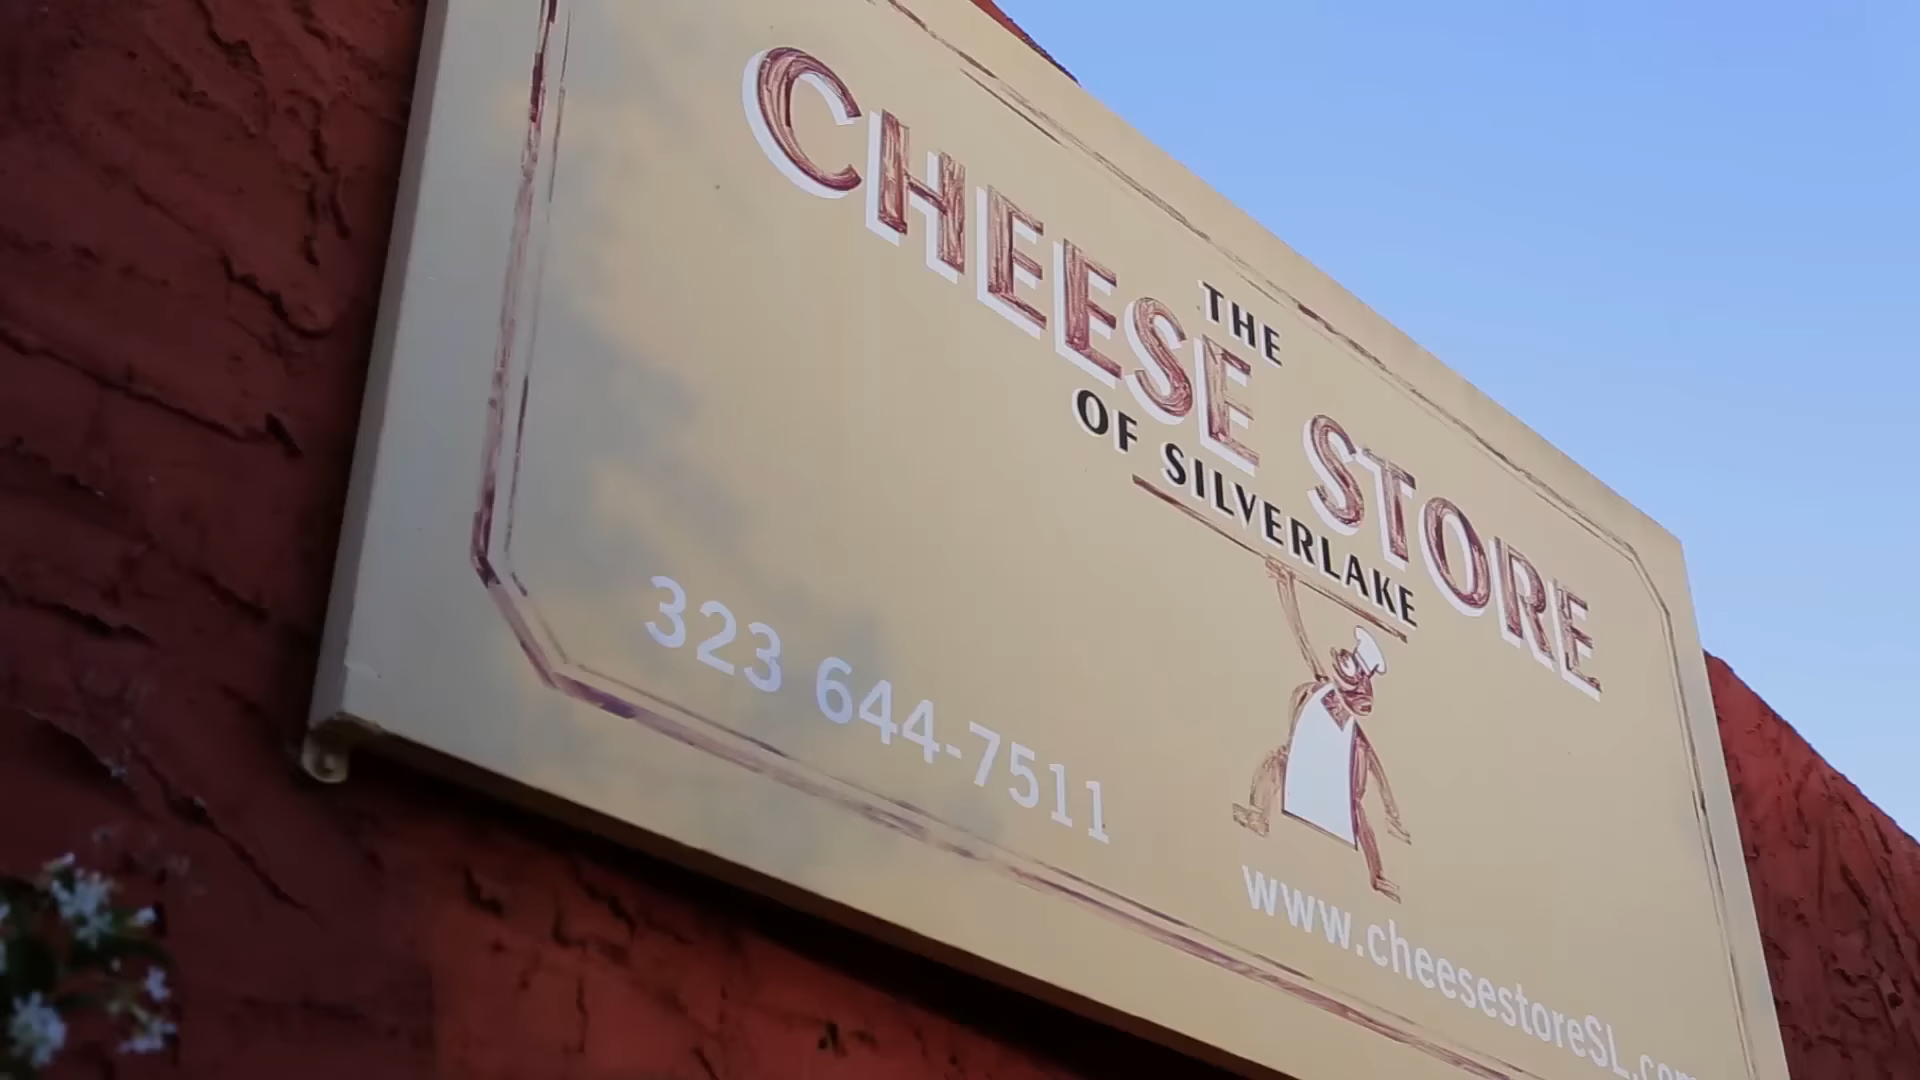 THE
CHEESE STORE
OF SILVERLAKE
323 644-7511
www.cheesestoreSL.com